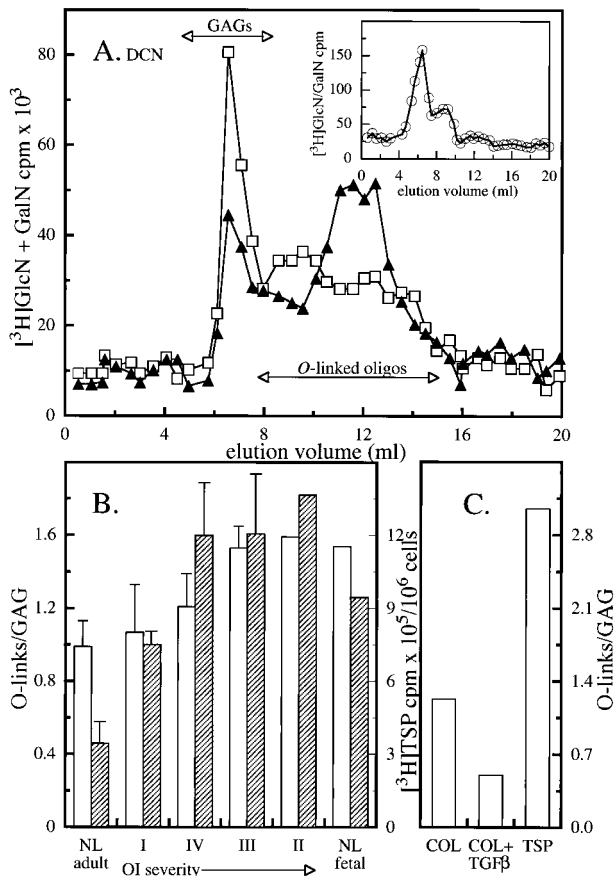 GAGs
A. DCN
80
60
40
20
0
[³H]GlcN + GalN cpm x 10³
150
100
75
50
25
0
[³H]GlcN/GalN cpm
0 4 8 12 16 20
elution volume (ml)
O-linked oligos
0 4 8 12 16 20
elution volume (ml)
B.
1.6
1.2
0.8
0.4
0
O-links/GAG
12
9
6
3
0
[³H]TSP cpm x 10⁵/10⁶ cells
NL adult
I
IV
III
II
NL fetal
OI severity
C.
2.8
2.1
1.4
0.7
0.0
O-links/GAG
COL
COL+ TGFβ
TSP